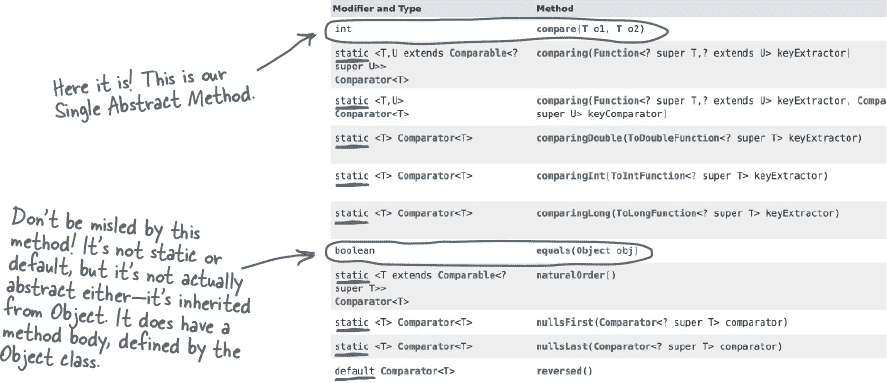 Modifier and Type Method
int compare(T o1, T o2)
static <T,U extends Comparable<? comparing(Function<? super T,? extends U> keyExtractor)
super U>>
Comparator<T>
Here it is! This is our
Single Abstract Method.
static <T,U> comparing(Function<? super T,? extends U> keyExtractor, Compa
Comparator<T> super U> keyComparator)
static <T> Comparator<T> comparingDouble(ToDoubleFunction<? super T> keyExtractor)
static <T> Comparator<T> comparingInt(ToIntFunction<? super T> keyExtractor)
static <T> Comparator<T> comparingLong(ToLongFunction<? super T> keyExtractor)
Don't be misled by this
method! It's not static or
default, but it's not actually
abstract either—it's inherited
from Object. It does have a
method body, defined by the
Object class.
boolean equals(Object obj)
static <T extends Comparable<? naturalOrder()
super T>>
Comparator<T>
static <T> Comparator<T> nullsFirst(Comparator<? super T> comparator)
static <T> Comparator<T> nullsLast(Comparator<? super T> comparator)
default Comparator<T> reversed()